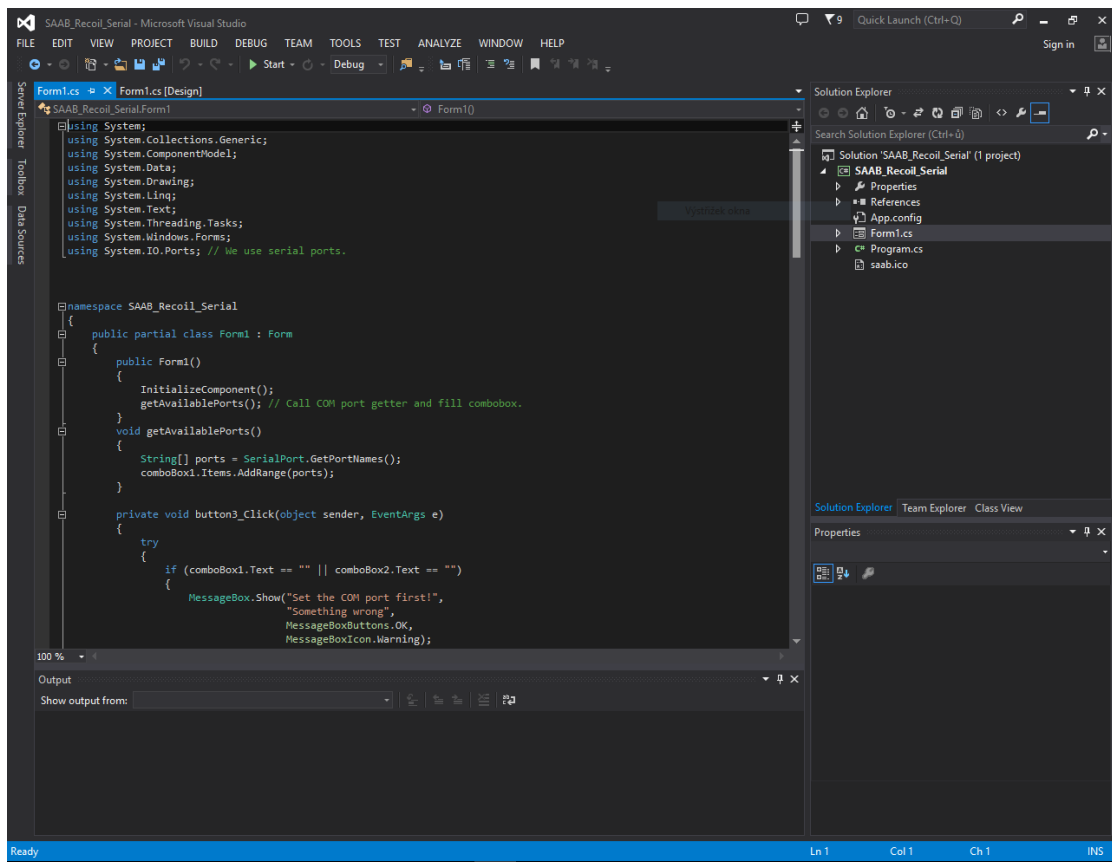 SAAB_Recoil_Serial - Microsoft Visual Studio
9
Quick Launch (Ctrl+Q)
FILE EDIT VIEW PROJECT BUILD DEBUG TEAM TOOLS TEST ANALYZE WINDOW HELP
Sign in
Start
Debug
Server Explorer
Toolbox
Data Sources
Form1.cs
Form1.cs [Design]
SAAB_Recoil_Serial.Form1
Form1()
using System;
using System.Collections.Generic;
using System.ComponentModel;
using System.Data;
using System.Drawing;
using System.Linq;
using System.Text;
using System.Threading.Tasks;
using System.Windows.Forms;
using System.IO.Ports; // We use serial ports.
namespace SAAB_Recoil_Serial
{
public partial class Form1 : Form
{
public Form1()
{
InitializeComponent();
getAvailablePorts(); // Call COM port getter and fill combobox.
}
void getAvailablePorts()
{
String[] ports = SerialPort.GetPortNames();
comboBox1.Items.AddRange(ports);
}
private void button3_Click(object sender, EventArgs e)
{
try
{
if (comboBox1.Text == "" || comboBox2.Text == "")
{
MessageBox.Show("Set the COM port first!",
"Something wrong",
MessageBoxButtons.OK,
MessageBoxIcon.Warning);
100 %
Output
Show output from:
Výstřižek okna
Solution Explorer
Search Solution Explorer (Ctrl+ů)
Solution 'SAAB_Recoil_Serial' (1 project)
SAAB_Recoil_Serial
Properties
References
App.config
Form1.cs
C# Program.cs
saab.ico
Solution Explorer Team Explorer Class View
Properties
Ready
Ln 1 Col 1 Ch 1 INS